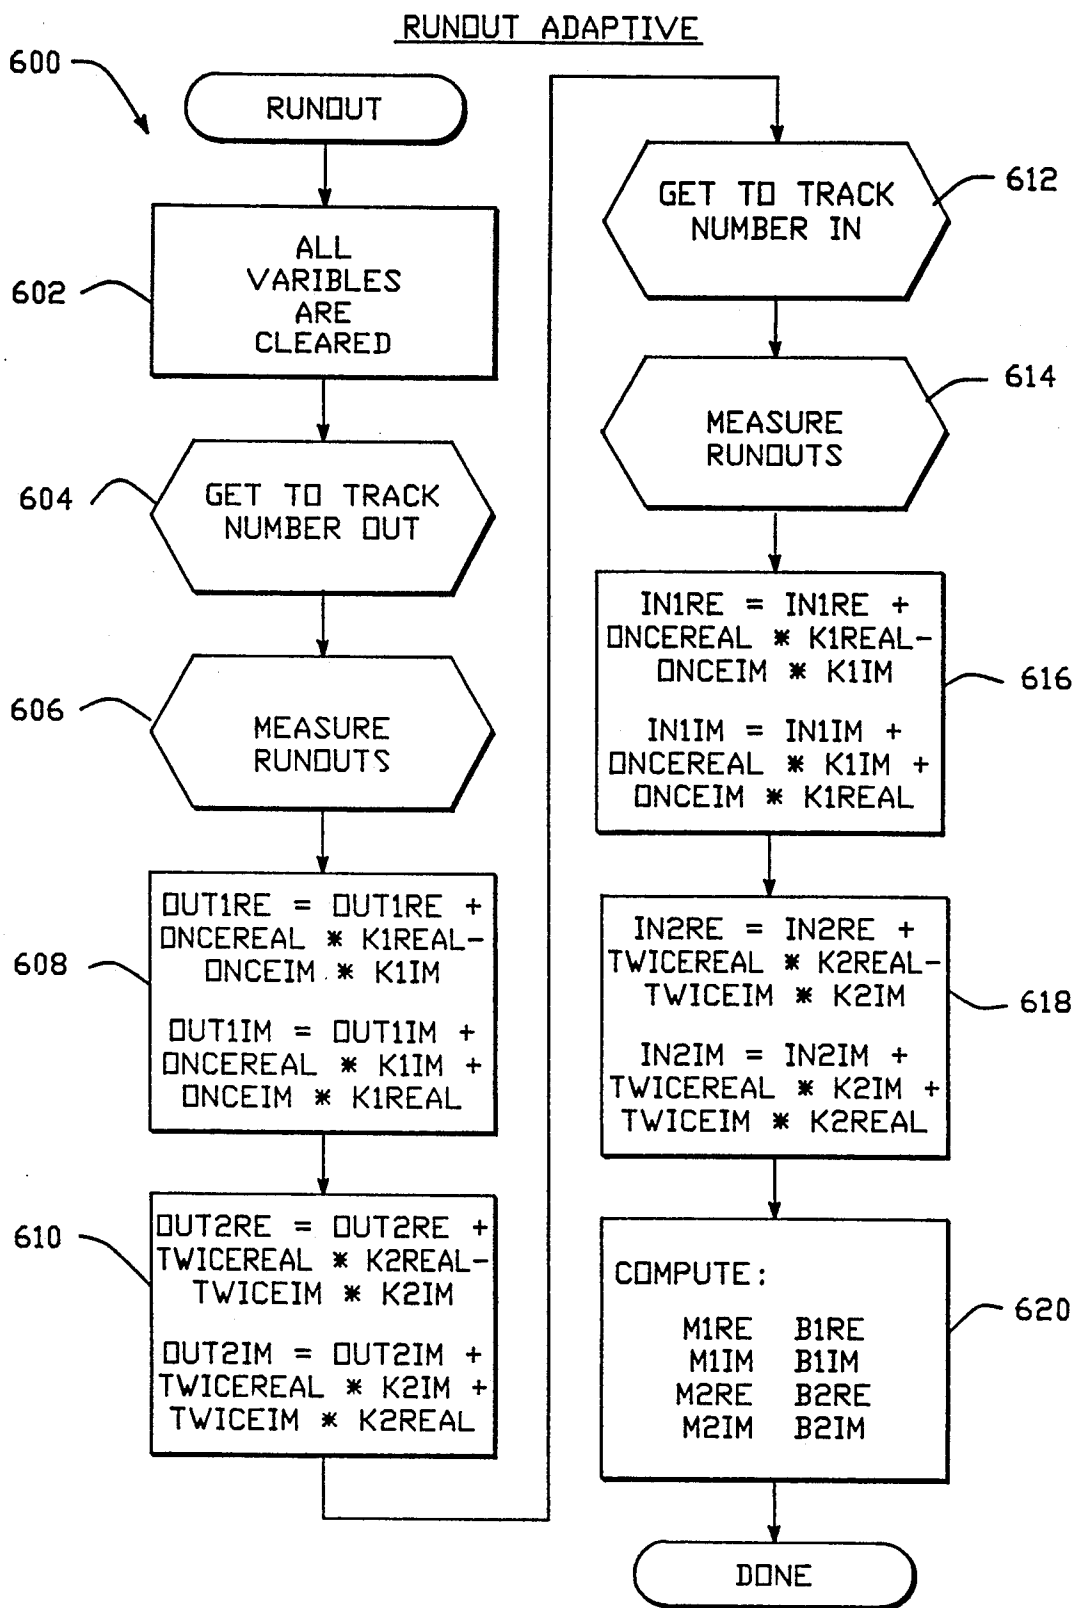 RUNOUT ADAPTIVE
600
RUNOUT
602
ALL
VARIBLES
ARE
CLEARED
604
GET TO TRACK
NUMBER OUT
606
MEASURE
RUNOUTS
608
OUT1RE = OUT1RE +
ONCEREAL * K1REAL-
ONCEIM * K1IM
OUT1IM = OUT1IM +
ONCEREAL * K1IM +
ONCEIM * K1REAL
610
OUT2RE = OUT2RE +
TWICEREAL * K2REAL-
TWICEIM * K2IM
OUT2IM = OUT2IM +
TWICEREAL * K2IM +
TWICEIM * K2REAL
612
GET TO TRACK
NUMBER IN
614
MEASURE
RUNOUTS
616
IN1RE = IN1RE +
ONCEREAL * K1REAL-
ONCEIM * K1IM
IN1IM = IN1IM +
ONCEREAL * K1IM +
ONCEIM * K1REAL
618
IN2RE = IN2RE +
TWICEREAL * K2REAL-
TWICEIM * K2IM
IN2IM = IN2IM +
TWICEREAL * K2IM +
TWICEIM * K2REAL
620
COMPUTE:
M1RE B1RE
M1IM B1IM
M2RE B2RE
M2IM B2IM
DONE